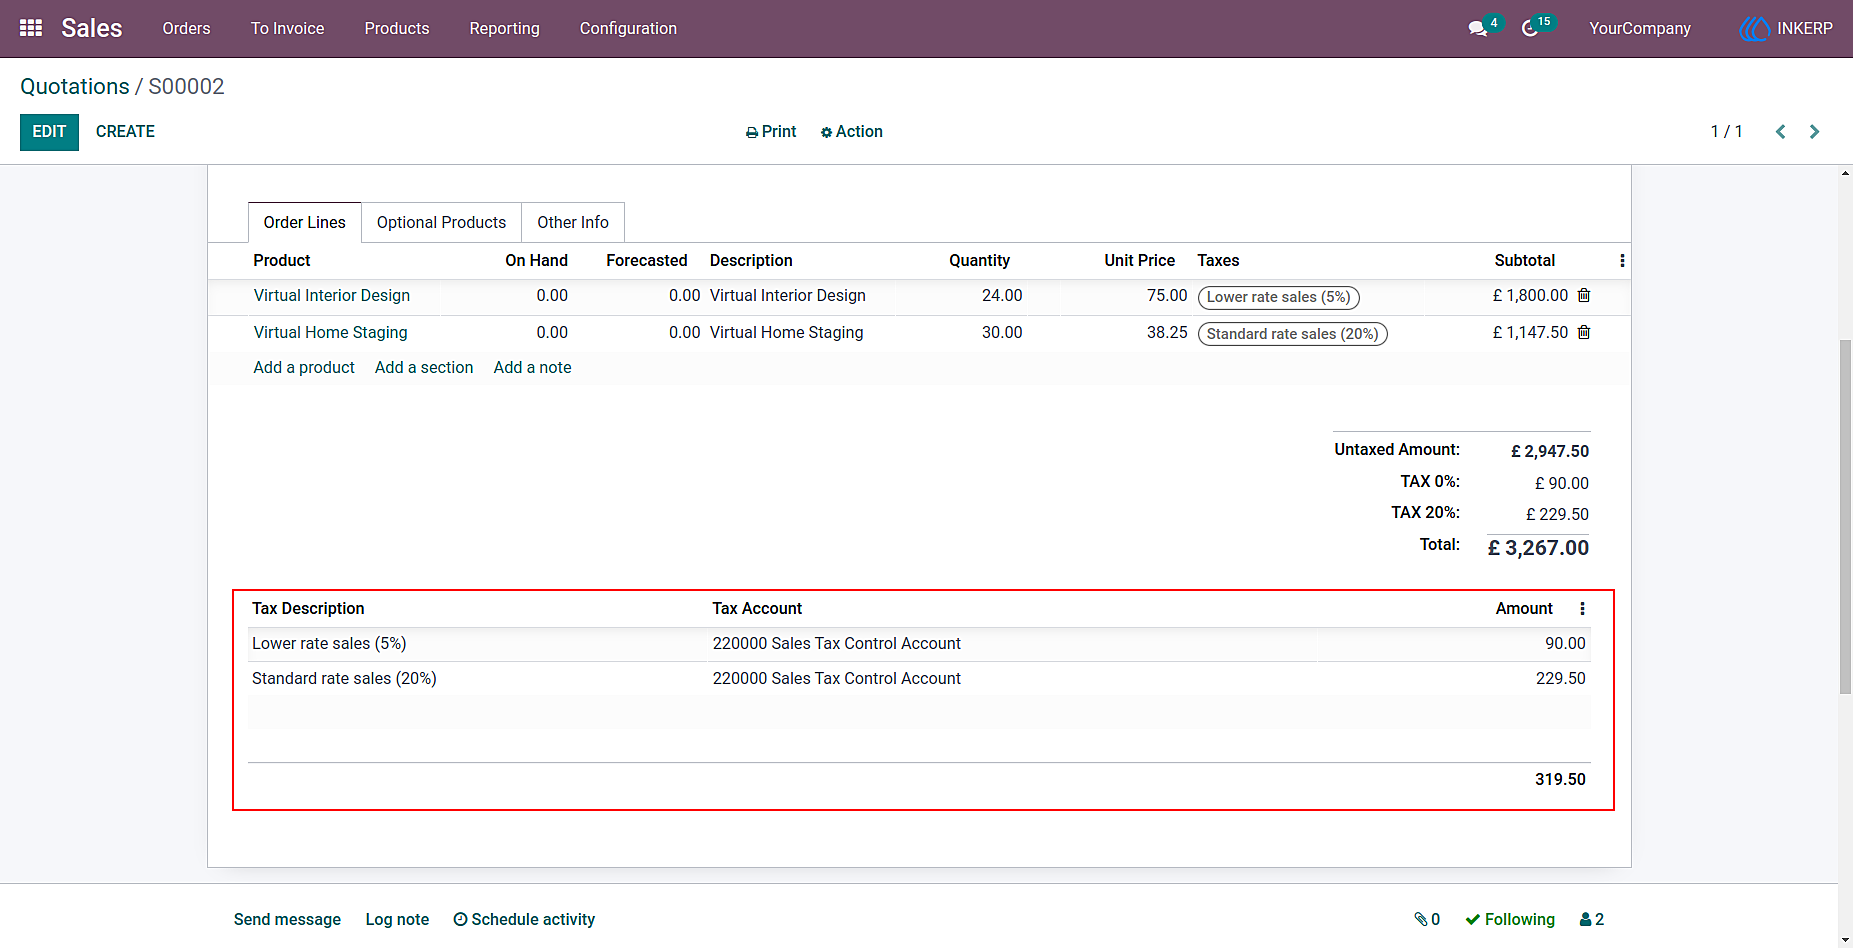 Sales Orders To Invoice Products Reporting Configuration 4 15 YourCompany INKERP
Quotations / S00002
EDIT CREATE Print Action 1 / 1
Order Lines Optional Products Other Info
Product On Hand Forecasted Description Quantity Unit Price Taxes Subtotal
Virtual Interior Design 0.00 0.00 Virtual Interior Design 24.00 75.00 Lower rate sales (5%) £ 1,800.00
Virtual Home Staging 0.00 0.00 Virtual Home Staging 30.00 38.25 Standard rate sales (20%) £ 1,147.50
Add a product Add a section Add a note
Untaxed Amount: £ 2,947.50
TAX 0%: £ 90.00
TAX 20%: £ 229.50
Total: £ 3,267.00
Tax Description Tax Account Amount
Lower rate sales (5%) 220000 Sales Tax Control Account 90.00
Standard rate sales (20%) 220000 Sales Tax Control Account 229.50
319.50
Send message Log note Schedule activity 0 Following 2